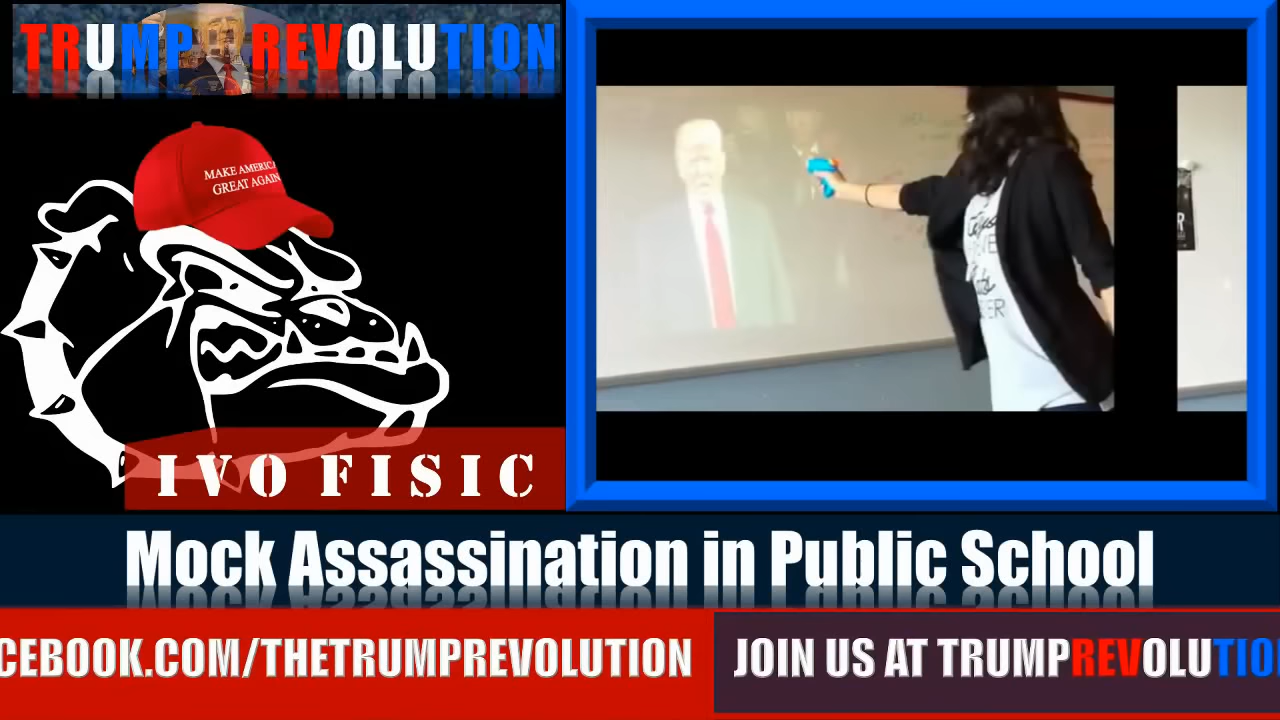 TRUMP REVOLUTION
MAKE AMERICA
GREAT AGAIN
IVO FISIC
Mock Assassination in Public School
CEBOOK.COM/THETRUMPREVOLUTION
JOIN US AT TRUMPREVOLUTIO